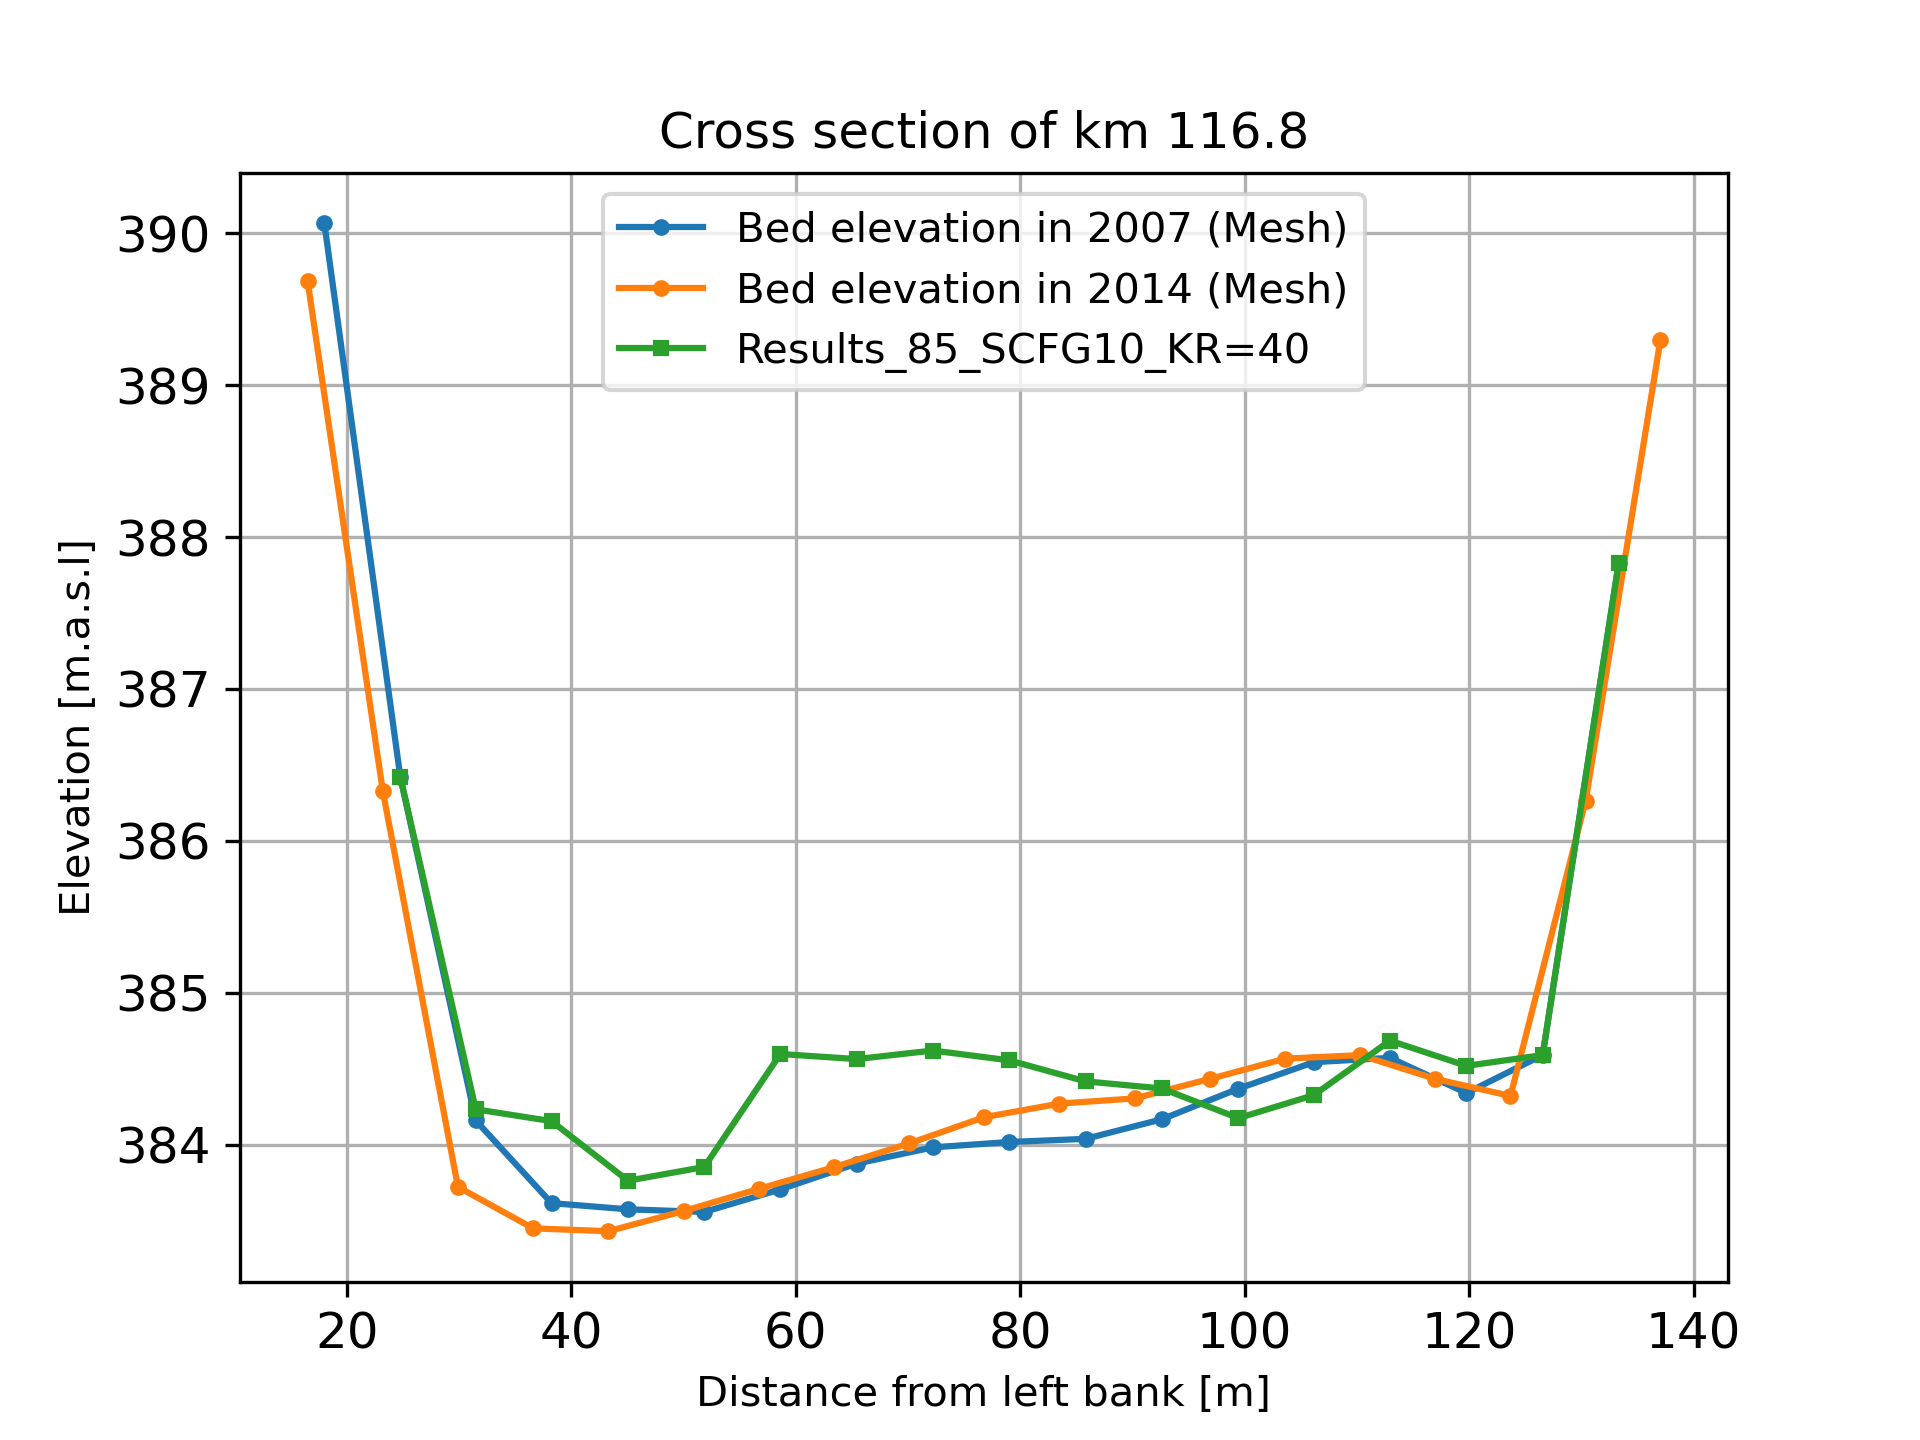 Cross section of km 116.8
Bed elevation in 2007 (Mesh)
Bed elevation in 2014 (Mesh)
Results_85_SCFG10_KR=40
390
389
388
387
386
385
384
Elevation [m.a.s.l]
20 40 60 80 100 120 140
Distance from left bank [m]